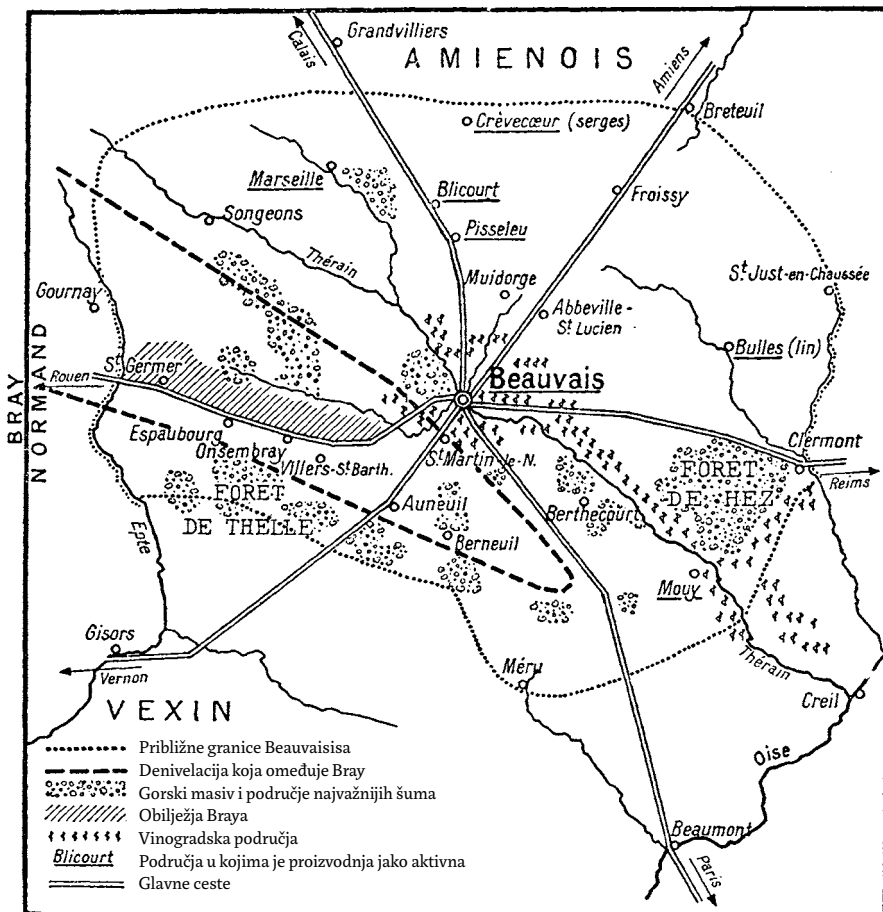 Grandvilliers
Calais
AMIENOIS
Amiens
Breteuil
Crèvecœur (serges)
Marseille
Blicourt
Froissy
Songeons
Pisseleu
Thérain
Muidorge
St Just-en-Chaussée
Gournay
Abbeville-
St Lucien
Bulles (lin)
BRAY
NORMAND
Rouen
St Germer
Beauvais
Espaubourg
Onsembray
Villers-St Barth.
St Martin-le-N.
Clermont
FORET
DE HEZ
Reims
FORET
DE THELLE
Auneuil
Berthecourt
Epte
Berneuil
Mouy
Gisors
Vernon
Méru
Thérain
Creil
VEXIN
Oise
Približne granice Beauvaisisa
Denivelacija koja omeđuje Bray
Gorski masiv i područje najvažnijih šuma
Obilježja Braya
Vinogradska područja
Beaumont
Blicourt Područja u kojima je proizvodnja jako aktivna
Glavne ceste
Paris